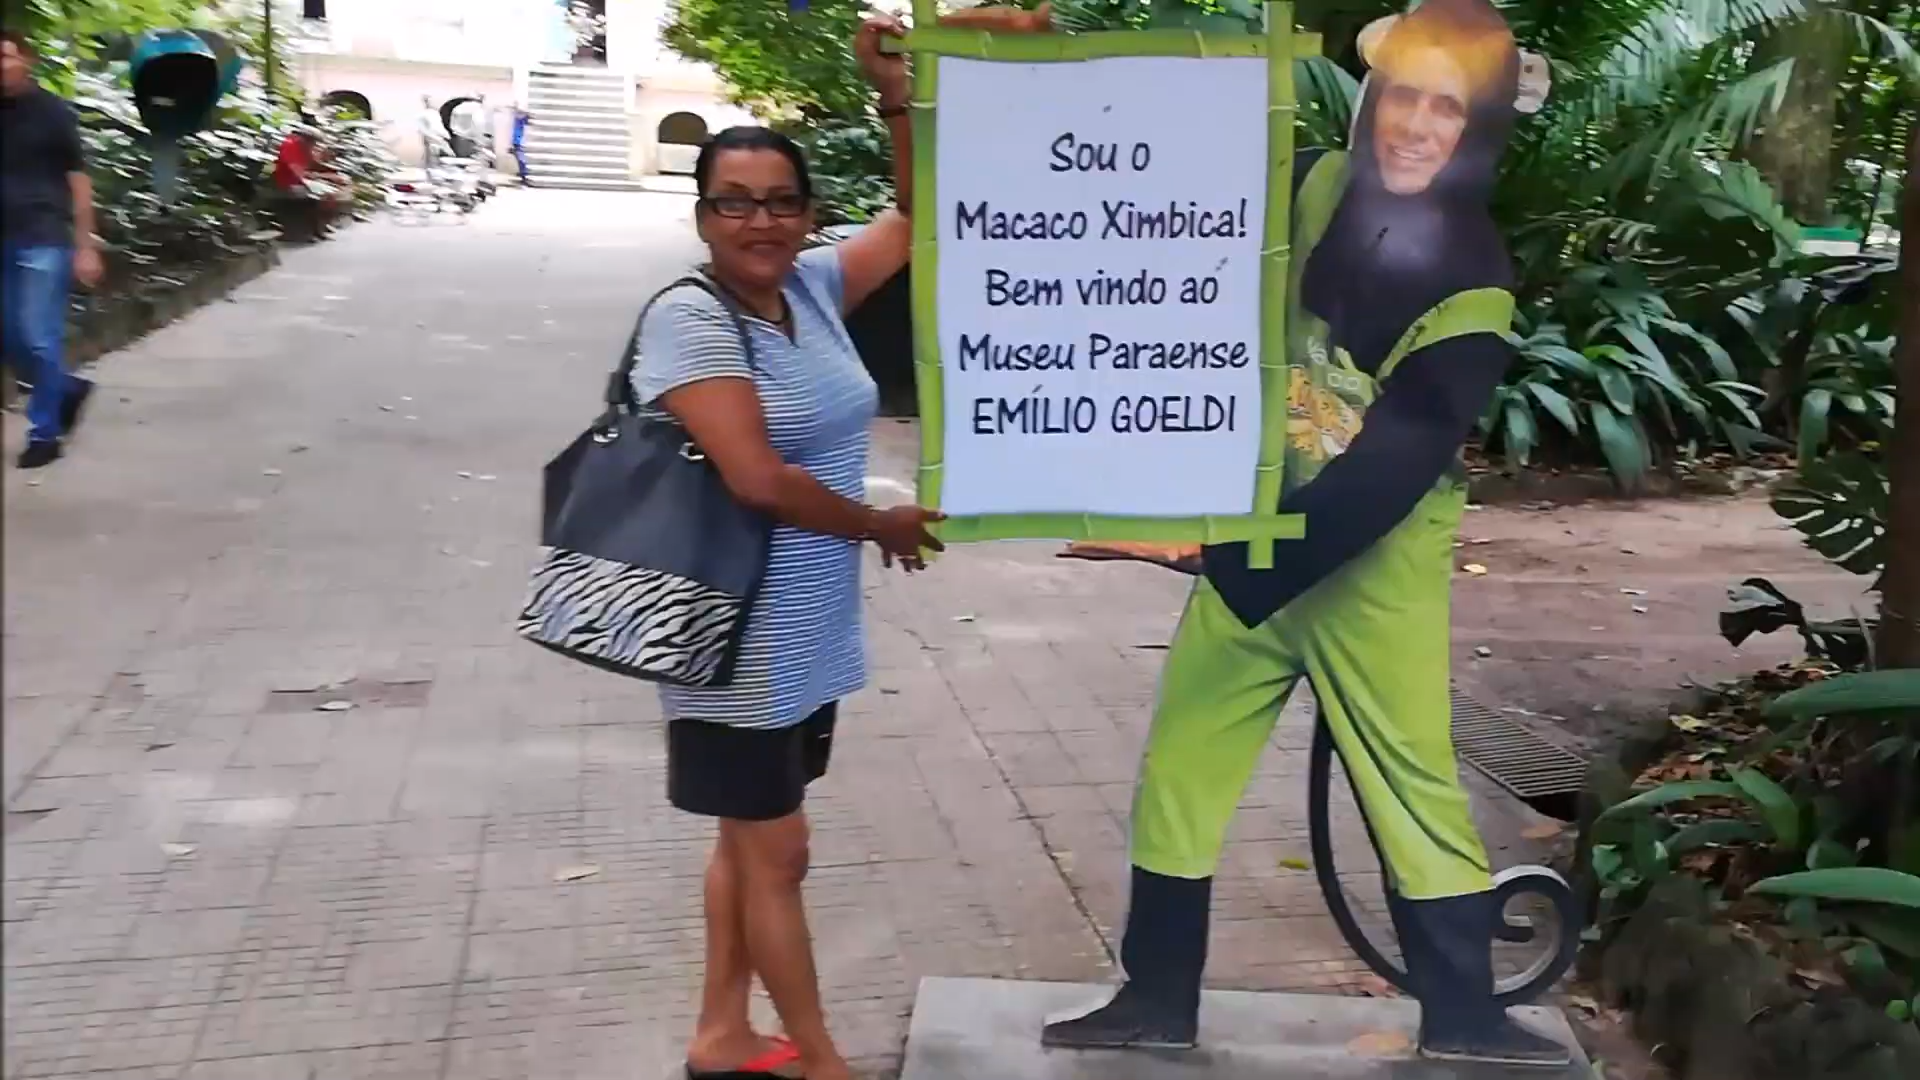 Sou o
Macaco Ximbica!
Bem vindo ao
Museu Paraense
EMÍLIO GOELDI